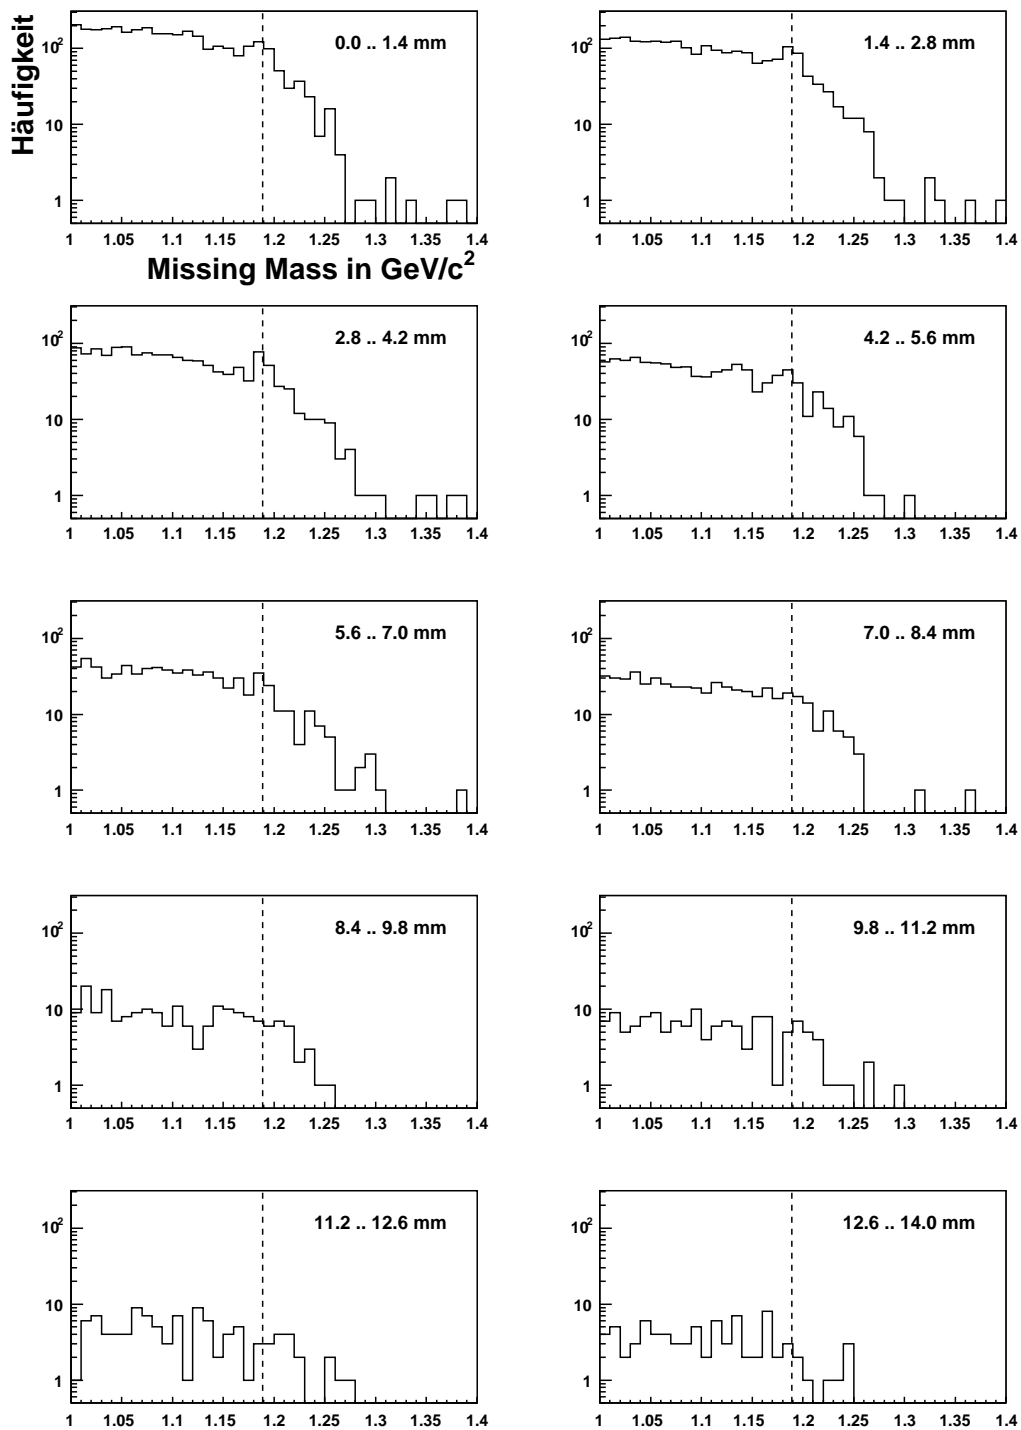 Häufigkeit
10² 10 1
0.0 .. 1.4 mm
1 1.05 1.1 1.15 1.2 1.25 1.3 1.35 1.4
Missing Mass in GeV/c²
10² 10 1
1.4 .. 2.8 mm
1 1.05 1.1 1.15 1.2 1.25 1.3 1.35 1.4
10² 10 1
2.8 .. 4.2 mm
1 1.05 1.1 1.15 1.2 1.25 1.3 1.35 1.4
10² 10 1
4.2 .. 5.6 mm
1 1.05 1.1 1.15 1.2 1.25 1.3 1.35 1.4
10² 10 1
5.6 .. 7.0 mm
1 1.05 1.1 1.15 1.2 1.25 1.3 1.35 1.4
10² 10 1
7.0 .. 8.4 mm
1 1.05 1.1 1.15 1.2 1.25 1.3 1.35 1.4
10² 10 1
8.4 .. 9.8 mm
1 1.05 1.1 1.15 1.2 1.25 1.3 1.35 1.4
10² 10 1
9.8 .. 11.2 mm
1 1.05 1.1 1.15 1.2 1.25 1.3 1.35 1.4
10² 10 1
11.2 .. 12.6 mm
1 1.05 1.1 1.15 1.2 1.25 1.3 1.35 1.4
10² 10 1
12.6 .. 14.0 mm
1 1.05 1.1 1.15 1.2 1.25 1.3 1.35 1.4